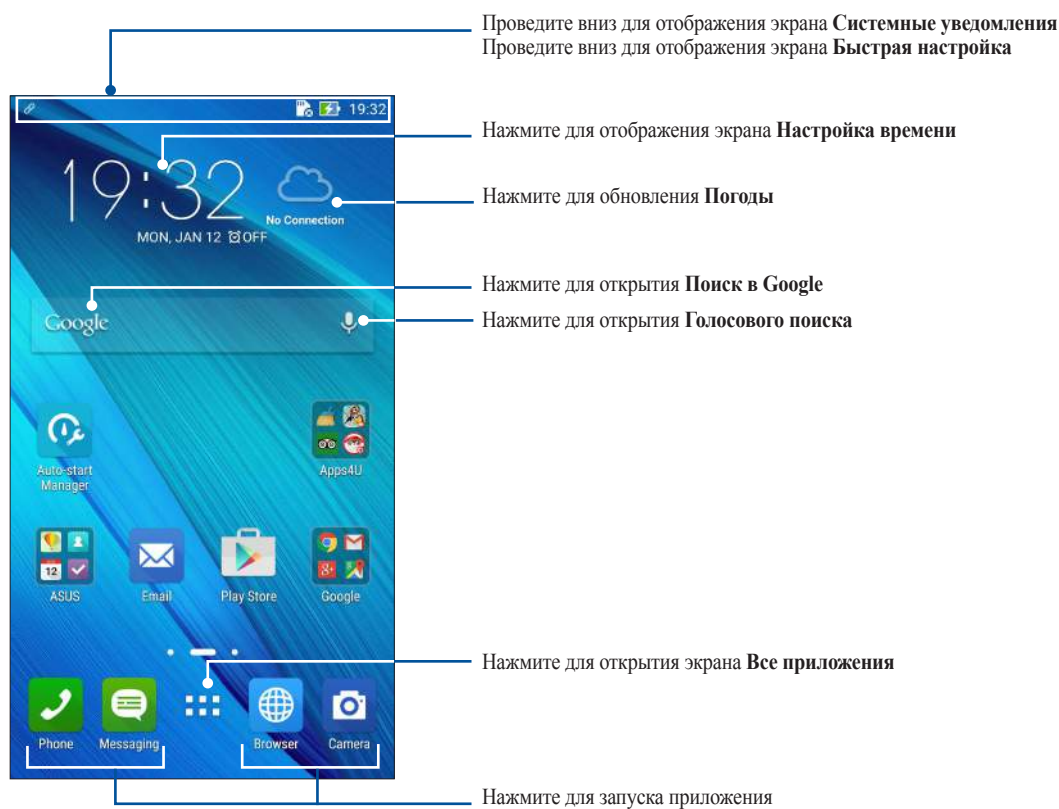 Проведите вниз для отображения экрана Системные уведомления
Проведите вниз для отображения экрана Быстрая настройка
19:32
Нажмите для отображения экрана Настройка времени
19:32
Нажмите для обновления Погоды
No Connection
MON, JAN 12 OFF
Нажмите для открытия Поиск в Google
Google
Нажмите для открытия Голосового поиска
Auto-start
Manager
Apps4U
12
8+
ASUS
Email
Play Store
Google
Нажмите для открытия экрана Все приложения
Phone
Messaging
Browser
Camera
Нажмите для запуска приложения